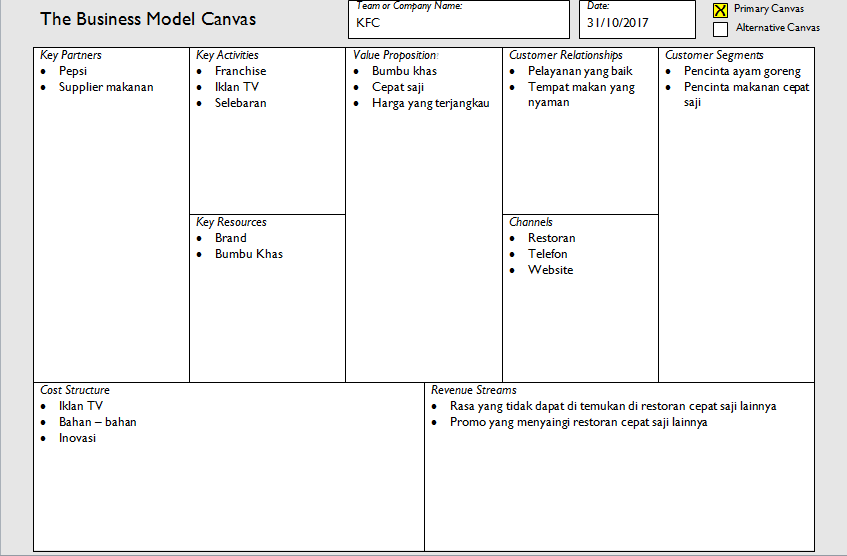 The Business Model Canvas
Team or Company Name:
KFC
Date:
31/10/2017
X Primary Canvas
Alternative Canvas
Key Partners
• Pepsi
• Supplier makanan
Key Activities
• Franchise
• Iklan TV
• Selebaran
Key Resources
• Brand
• Bumbu Khas
Value Proposition:
• Bumbu khas
• Cepat saji
• Harga yang terjangkau
Customer Relationships
• Pelayanan yang baik
• Tempat makan yang
nyaman
Channels
• Restoran
• Telefon
• Website
Customer Segments
• Pencinta ayam goreng
• Pencinta makanan cepat
saji
Cost Structure
• Iklan TV
• Bahan – bahan
• Inovasi
Revenue Streams
• Rasa yang tidak dapat di temukan di restoran cepat saji lainnya
• Promo yang menyaingi restoran cepat saji lainnya